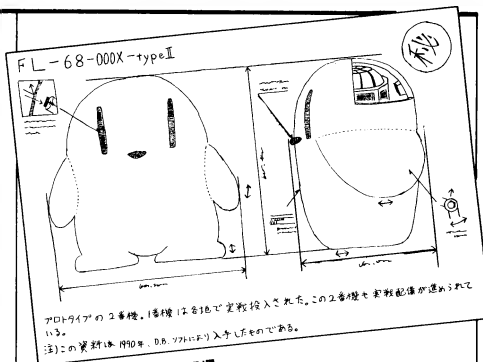 FL-68-000X-typeⅡ
秘
プロトタイプの2番機。1番機は各地で実戦投入された。この2番機も実戦配備が進められて
いる。
注)この資料は1990年、D.B.ソフトにより入手したものである。